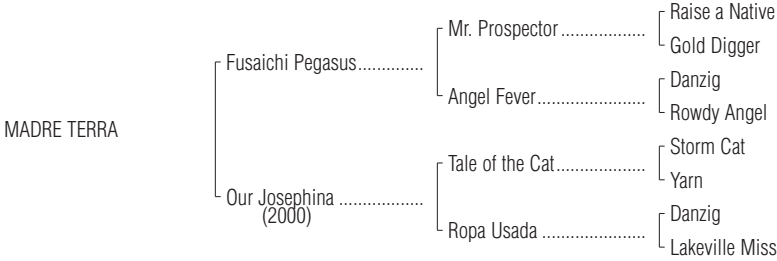 Raise a Native
Mr. Prospector...................
Gold Digger
Fusaichi Pegasus..............
Danzig
Angel Fever........................
Rowdy Angel
MADRE TERRA
Storm Cat
Tale of the Cat....................
Yarn
Our Josephina ..................
(2000)
Danzig
Ropa Usada .......................
Lakeville Miss